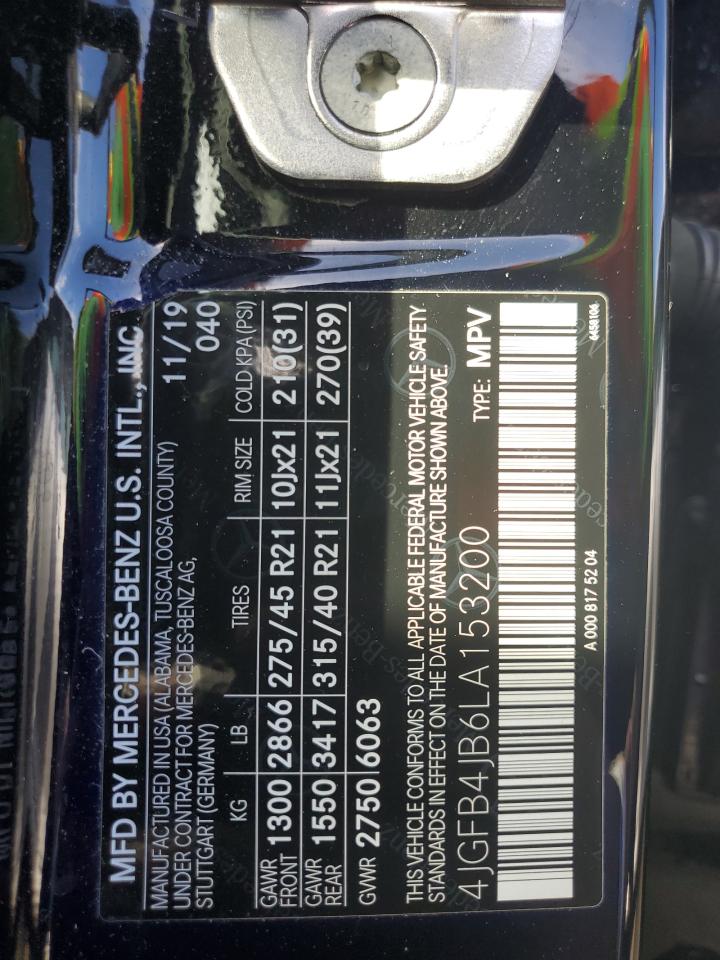 MFD BY MERCEDES-BENZ U.S. INTL., INC.
MANUFACTURED IN USA (ALABAMA, TUSCALOOSA COUNTY) 11/19
UNDER CONTRACT FOR MERCEDES-BENZ AG, 040
STUTTGART (GERMANY)
KG LB TIRES RIM SIZE COLD KPA (PSI)
GAWR FRONT 1300 2866 275/45 R21 10Jx21 210(31)
GAWR REAR 1550 3417 315/40 R21 11Jx21 270(39)
GVWR 2750 6063
THIS VEHICLE CONFORMS TO ALL APPLICABLE FEDERAL MOTOR VEHICLE SAFETY
STANDARDS IN EFFECT ON THE DATE OF MANUFACTURE SHOWN ABOVE.
4JGFB4JB6LA153200 TYPE: MPV
A 000 817 52 04 6458106